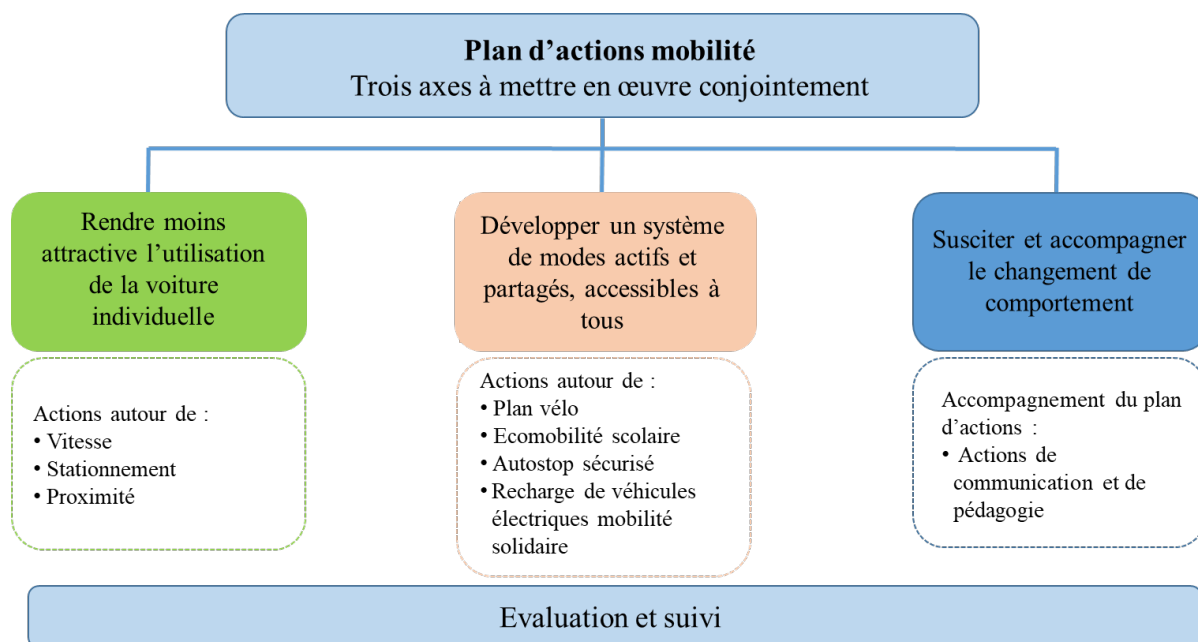 Plan d’actions mobilité
Trois axes à mettre en œuvre conjointement
Rendre moins
attractive l’utilisation
de la voiture
individuelle
Actions autour de :
• Vitesse
• Stationnement
• Proximité
Développer un système
de modes actifs et
partagés, accessibles à
tous
Actions autour de :
• Plan vélo
• Ecomobilité scolaire
• Autostop sécurisé
• Recharge de véhicules
électriques mobilité
solidaire
Susciter et accompagner
le changement de
comportement
Accompagnement du plan
d’actions :
• Actions de
communication et de
pédagogie
Evaluation et suivi